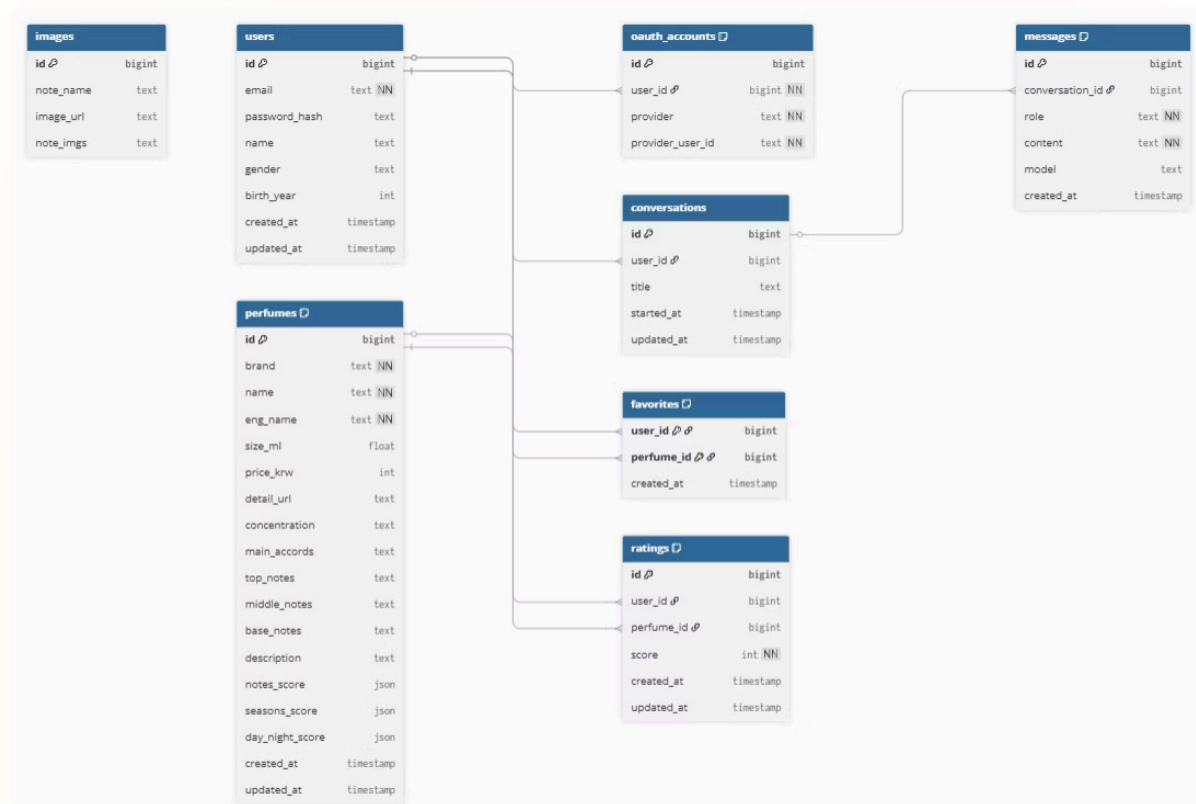 images
id bigint
note_name text
image_url text
note_imgs text
users
id bigint
email text NN
password_hash text
name text
gender text
birth_year int
created_at timestamp
updated_at timestamp
perfumes
id bigint
brand text NN
name text NN
eng_name text NN
size_ml float
price_krw int
detail_url text
concentration text
main_accords text
top_notes text
middle_notes text
base_notes text
description text
notes_score json
seasons_score json
day_night_score json
created_at timestamp
updated_at timestamp
oauth_accounts
id bigint
user_id bigint NN
provider text NN
provider_user_id text NN
conversations
id bigint
user_id bigint
title text
started_at timestamp
updated_at timestamp
favorites
user_id bigint
perfume_id bigint
created_at timestamp
ratings
id bigint
user_id bigint
perfume_id bigint
score int NN
created_at timestamp
updated_at timestamp
messages
id bigint
conversation_id bigint
role text NN
content text NN
model text
created_at timestamp